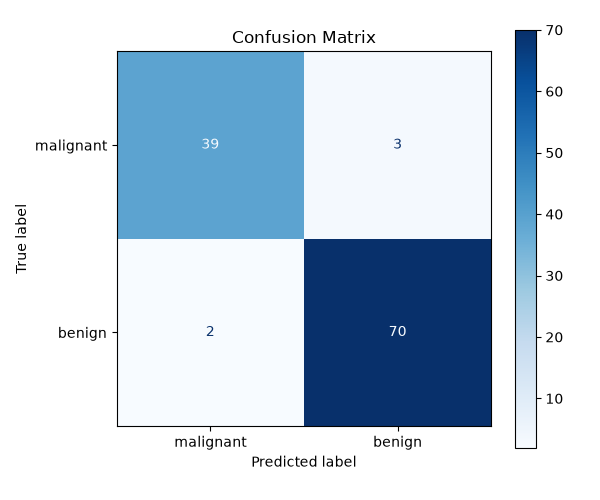 Confusion Matrix
True label
malignant
39
3
benign
2
70
malignant
benign
Predicted label
70
60
50
40
30
20
10